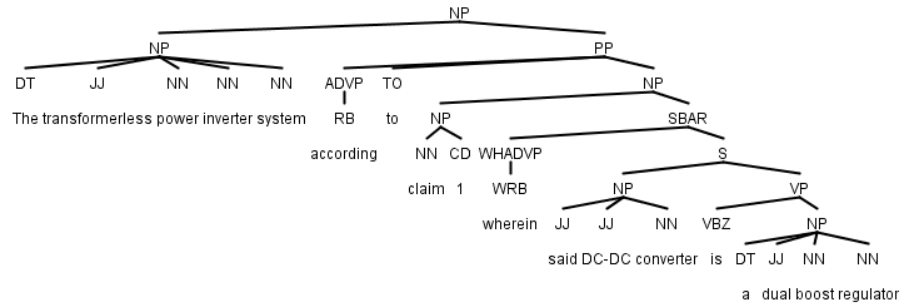 NP
NP PP
DT JJ NN NN NN ADVP TO NP
The transformerless power inverter system RB to NP SBAR
according NN CD WHADVP S
claim 1 WRB NP VP
wherein JJ JJ NN VBZ NP
said DC-DC converter is DT JJ NN NN
a dual boost regulator